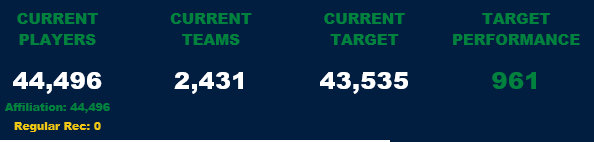 CURRENT PLAYERS
CURRENT TEAMS
CURRENT TARGET
TARGET PERFORMANCE
44,496
2,431
43,535
961
Affiliation: 44,496
Regular Rec: 0